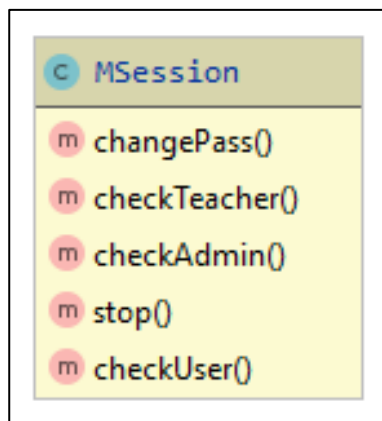 c MSession
m changePass()
m checkTeacher()
m checkAdmin()
m stop()
m checkUser()